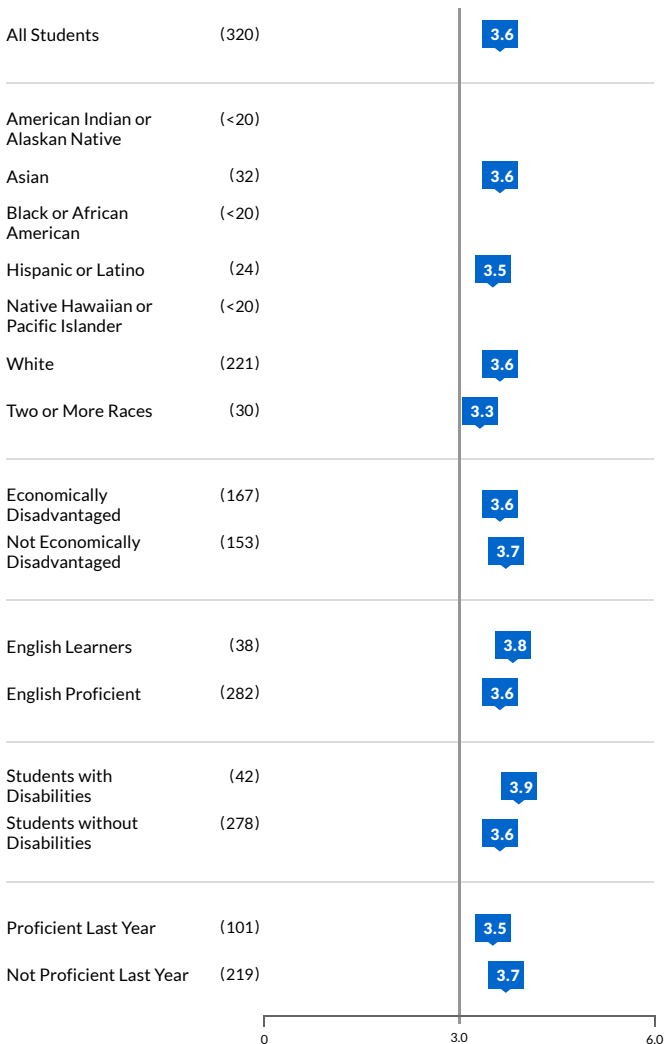 All Students (320) 3.6
American Indian or (<20)
Alaskan Native
Asian (32) 3.6
Black or African (<20)
American
Hispanic or Latino (24) 3.5
Native Hawaiian or (<20)
Pacific Islander
White (221) 3.6
Two or More Races (30) 3.3
Economically (167) 3.6
Disadvantaged
Not Economically (153) 3.7
Disadvantaged
English Learners (38) 3.8
English Proficient (282) 3.6
Students with (42) 3.9
Disabilities
Students without (278) 3.6
Disabilities
Proficient Last Year (101) 3.5
Not Proficient Last Year (219) 3.7
0 3.0 6.0